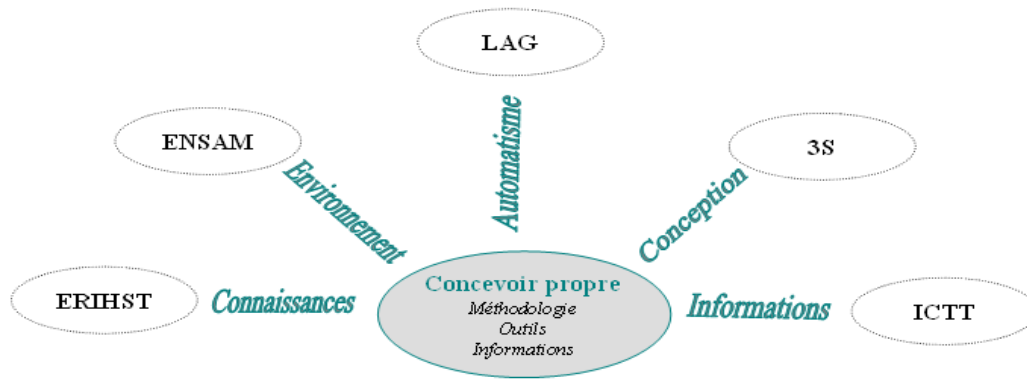 LAG
ENSAM
3S
Automatisme
Environnement
Conception
ERIHST
Connaissances
Concevoir propre
Méthodologie
Outils
Informations
Informations
ICTT